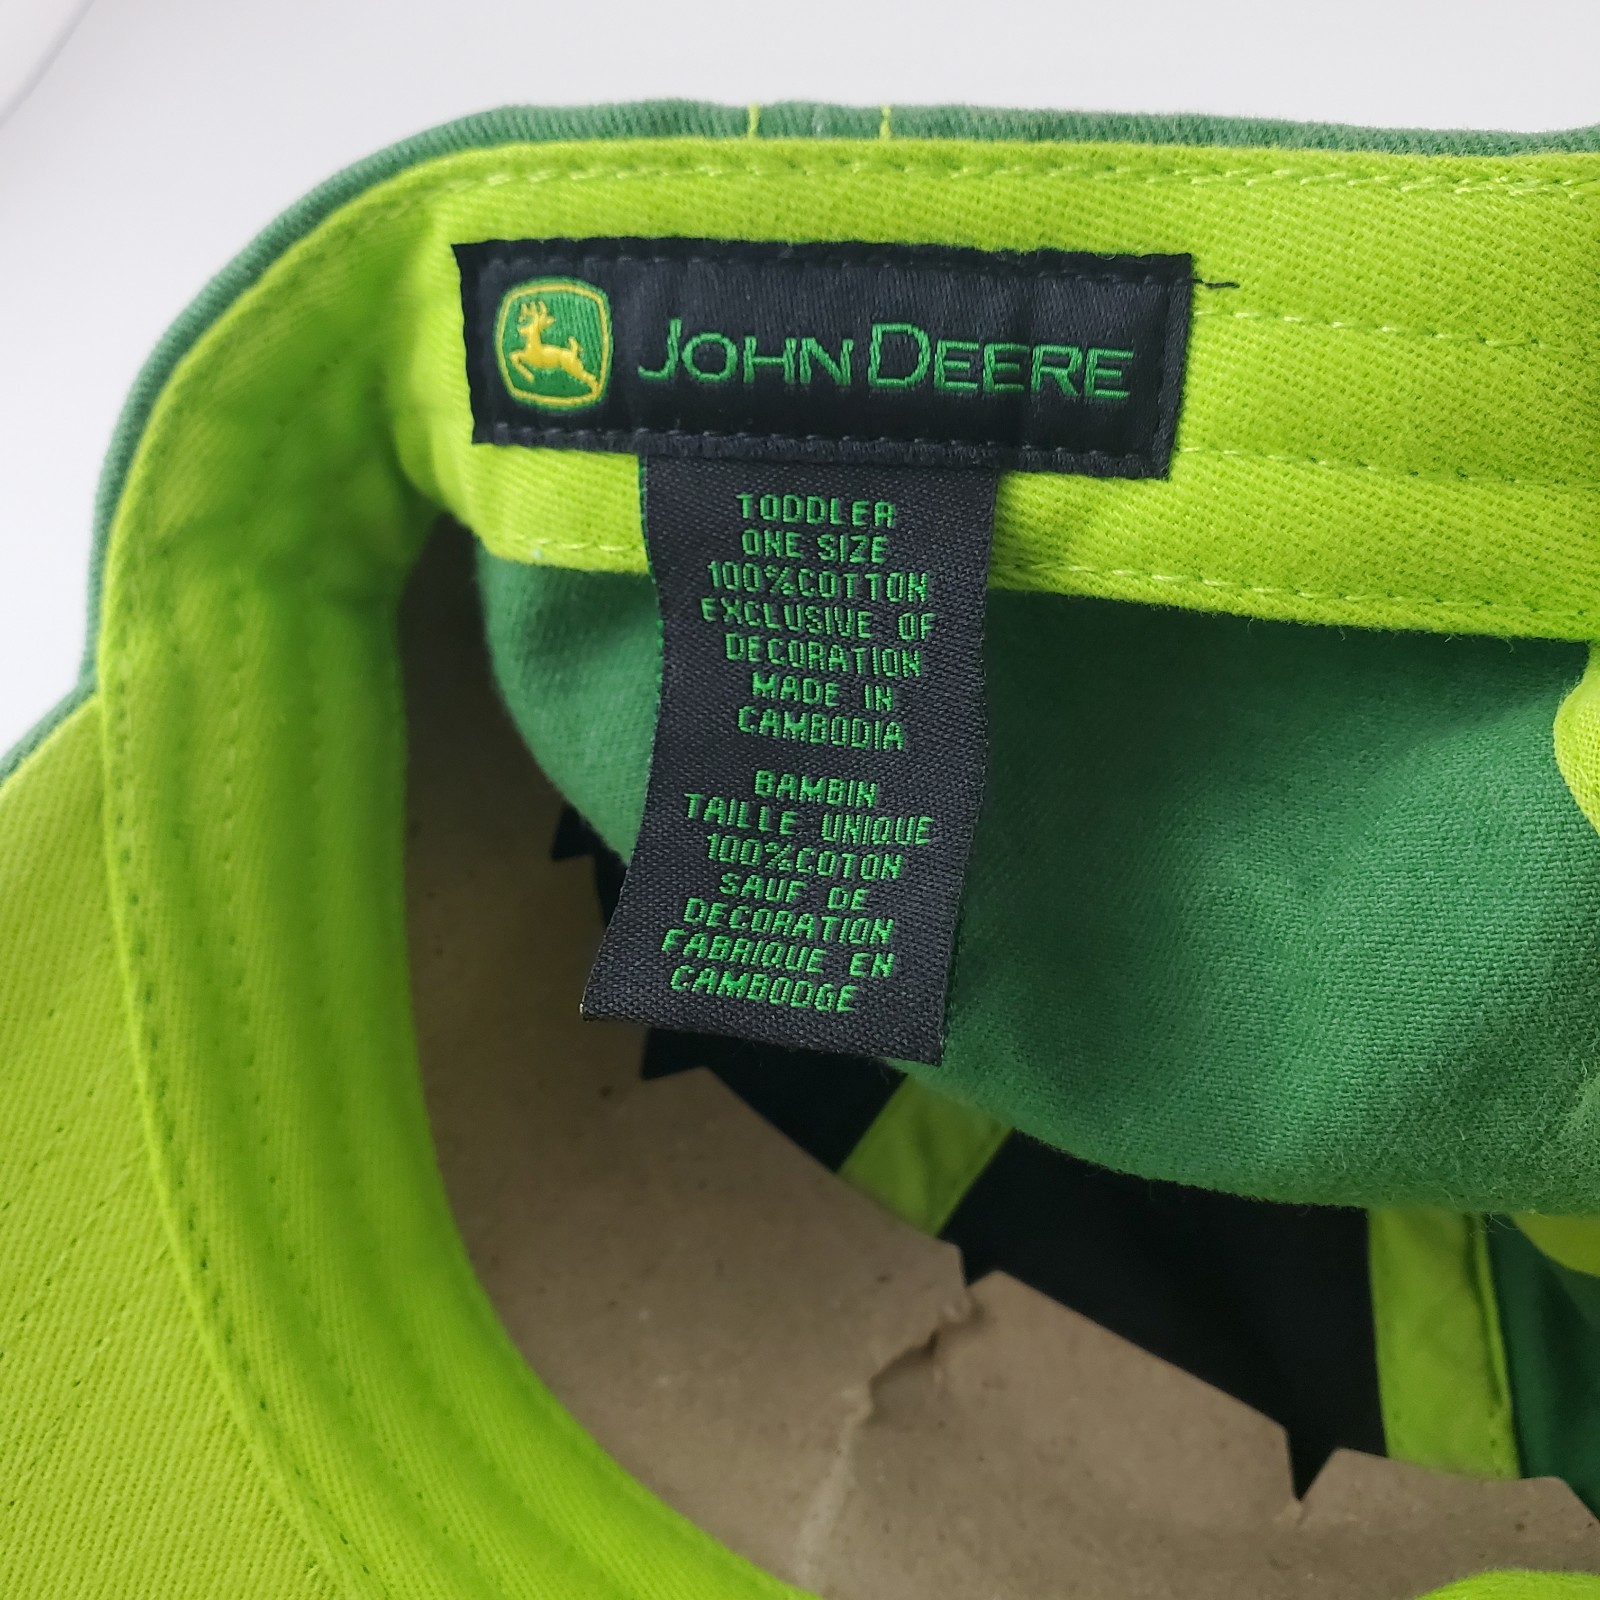 JOHN DEERE
TODDLER
ONE SIZE
100%COTTON
EXCLUSIVE OF
DECORATION
MADE IN
CAMBODIA
BAMBIN
TAILLE UNIQUE
100%COTON
SAUF DE
DECORATION
FABRIQUE EN
CAMBODGE